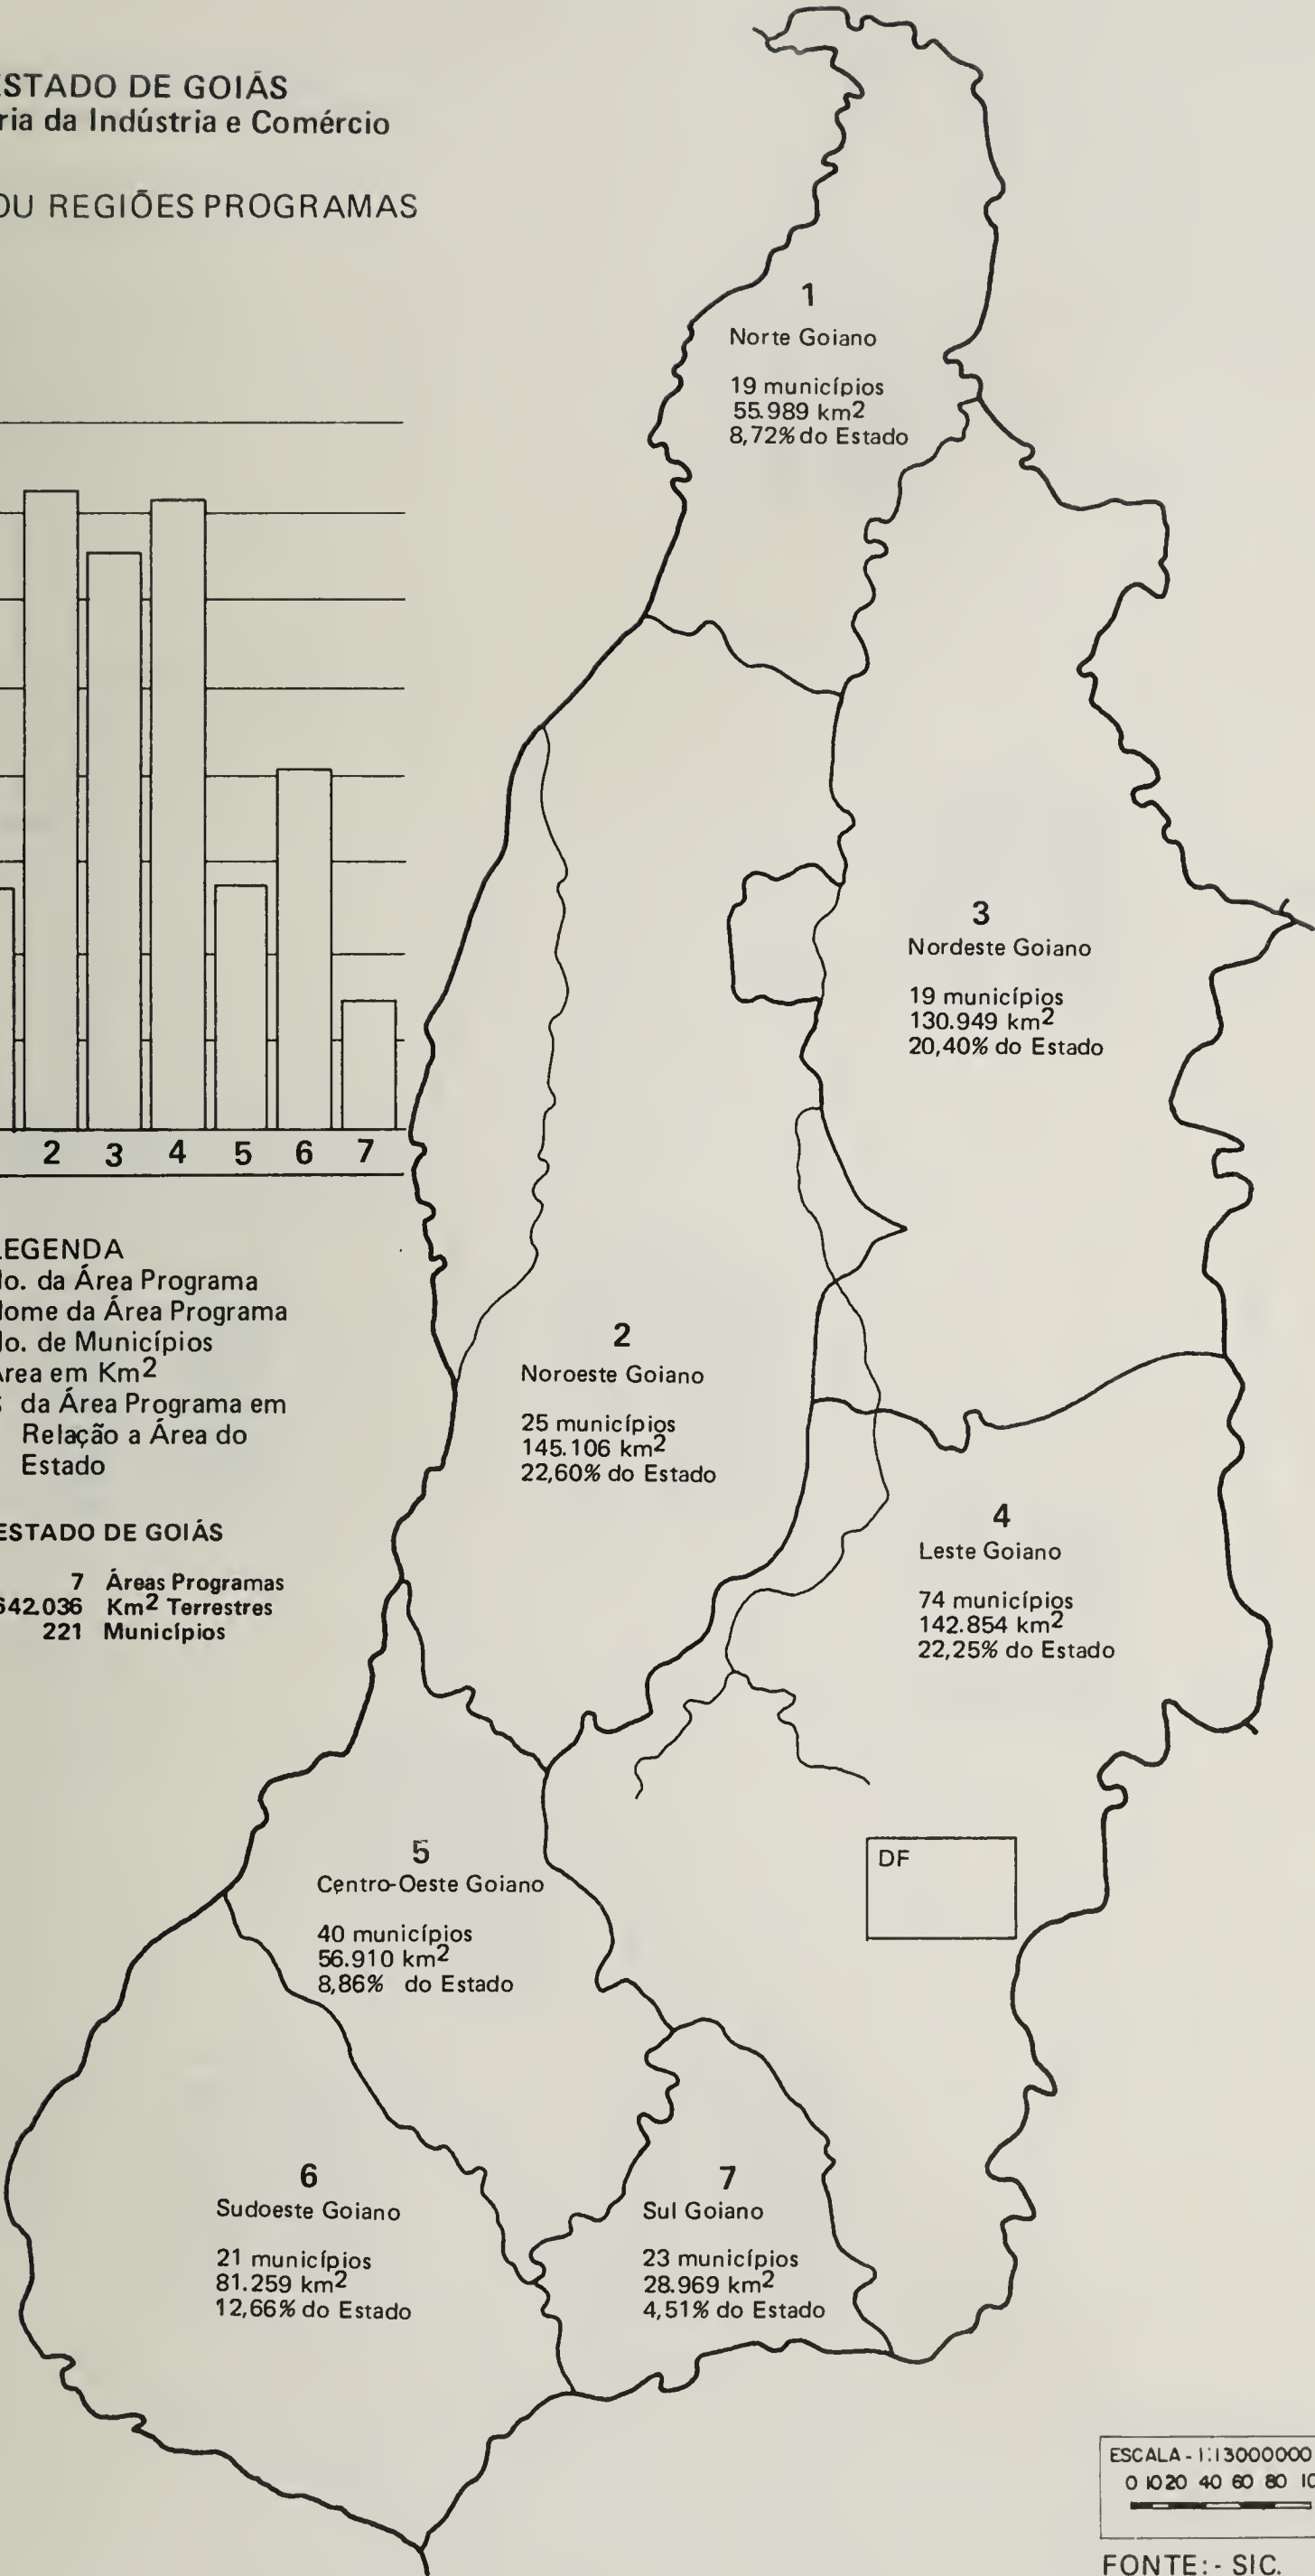 ESTADO DE GOIÁS
ria da Indústria e Comércio
OU REGIÕES PROGRAMAS
1
Norte Goiano
19 municípios
55.989 km2
8,72% do Estado
3
Nordeste Goiano
19 municípios
130.949 km2
20,40% do Estado
2 3 4 5 6 7
LEGENDA
No. da Área Programa
Nome da Área Programa
No. de Municípios
Área em Km2
da Área Programa em
Relação a Área do
Estado
ESTADO DE GOIÁS
7 Áreas Programas
642.036 Km2 Terrestres
221 Municípios
2
Noroeste Goiano
25 municípios
145.106 km2
22,60% do Estado
4
Leste Goiano
74 municípios
142.854 km2
22,25% do Estado
DF
5
Centro-Oeste Goiano
40 municípios
56.910 km2
8,86% do Estado
6
Sudoeste Goiano
21 municípios
81.259 km2
12,66% do Estado
7
Sul Goiano
23 municípios
28.969 km2
4,51% do Estado
ESCALA - 1:13000000
0 10 20 40 60 80 10
FONTE:- SIC.